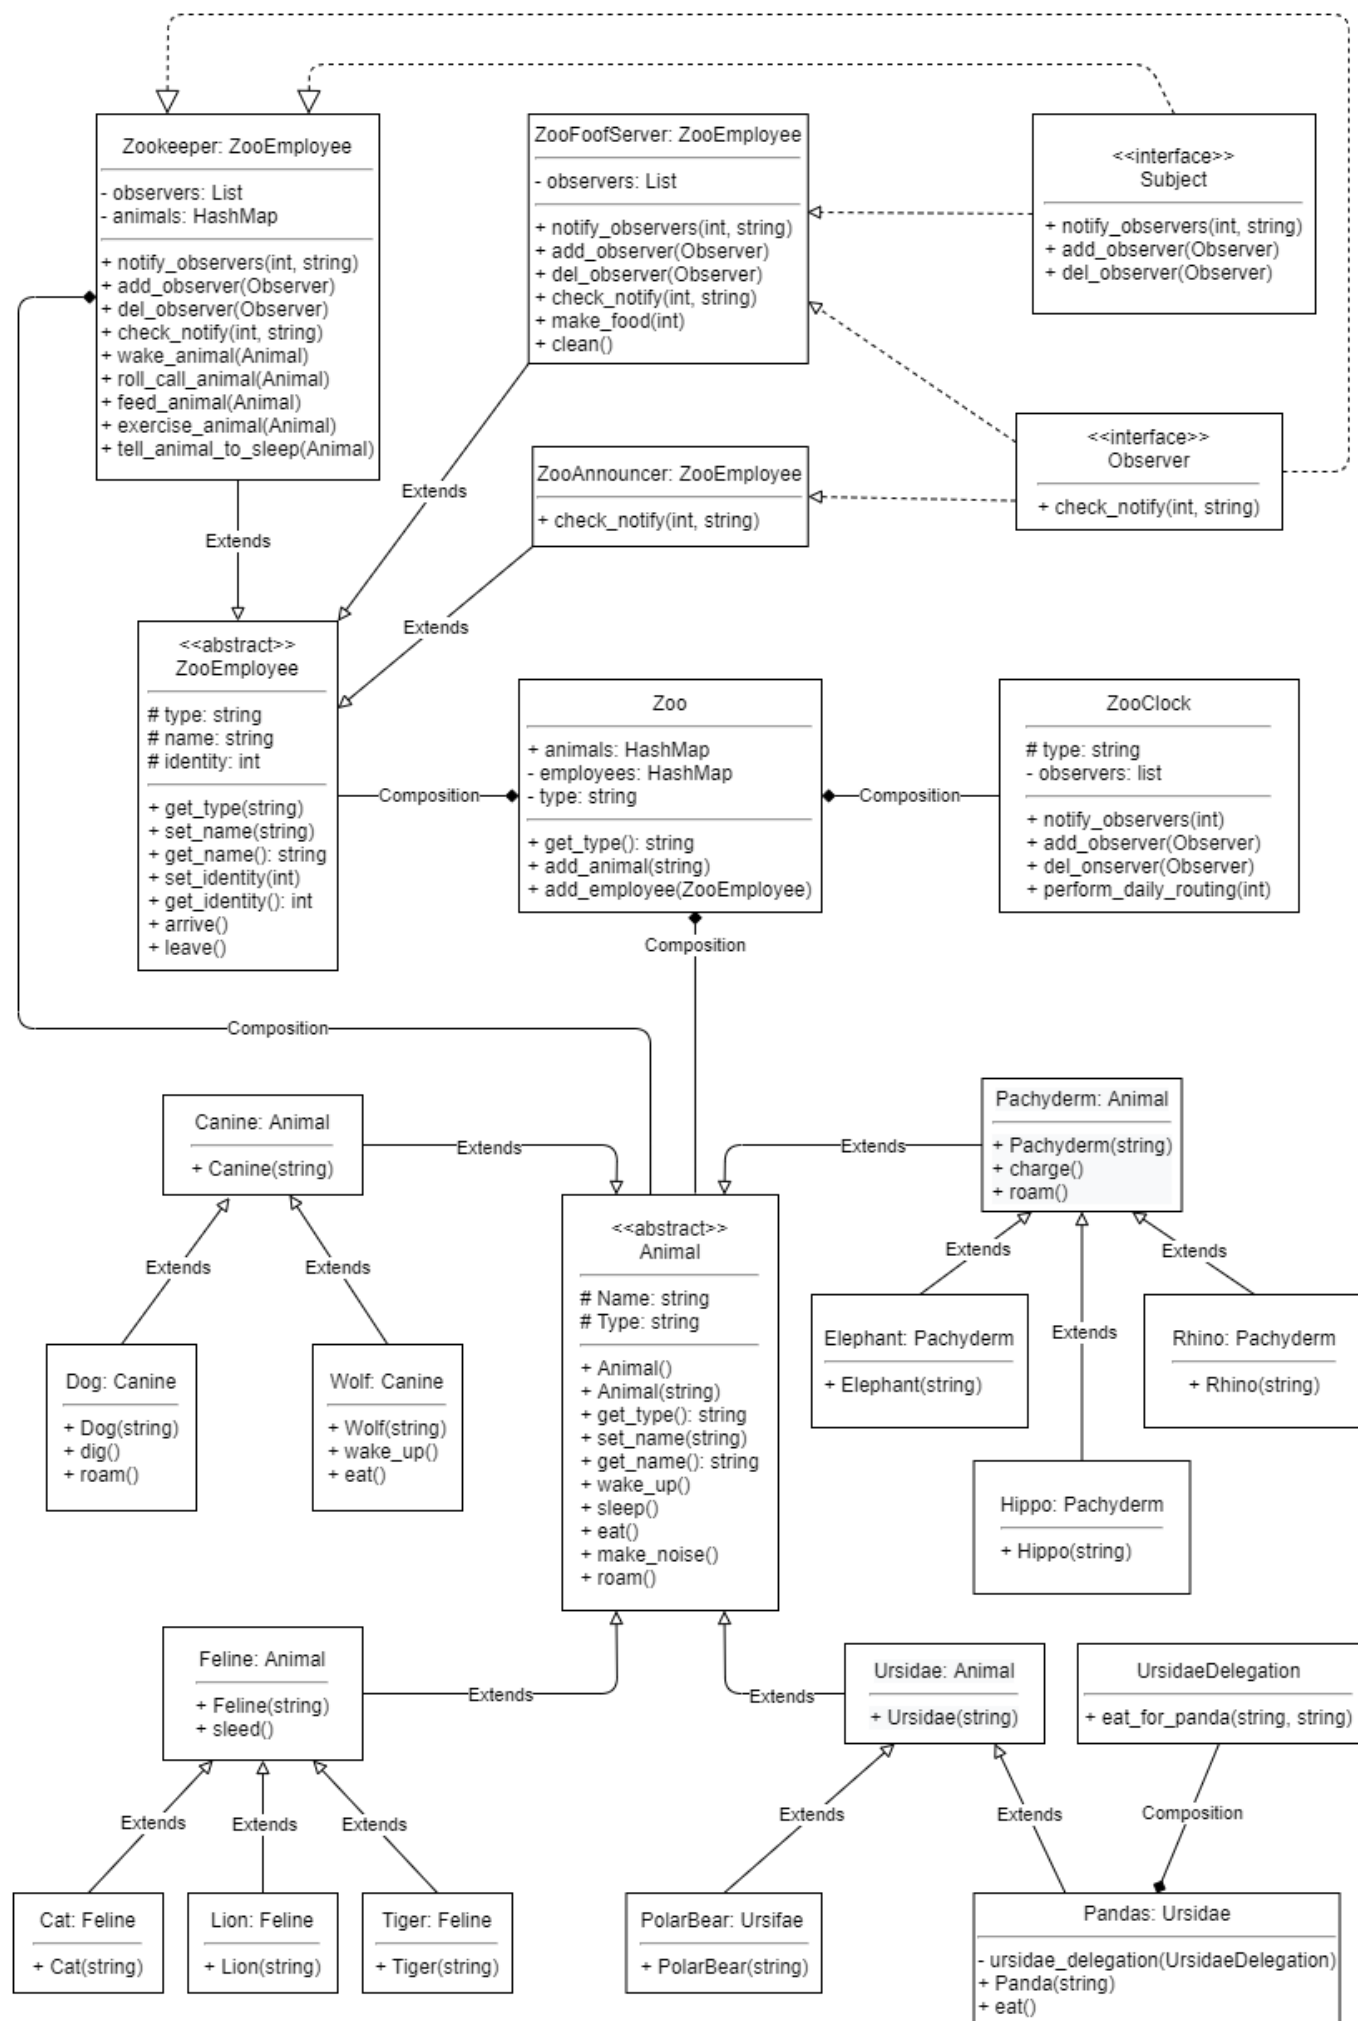 Zookeeper: ZooEmployee
- observers: List
- animals: HashMap
+ notify_observers(int, string)
+ add_observer(Observer)
+ del_observer(Observer)
+ check_notify(int, string)
+ wake_animal(Animal)
+ roll_call_animal(Animal)
+ feed_animal(Animal)
+ exercise_animal(Animal)
+ tell_animal_to_sleep(Animal)
ZooFoofServer: ZooEmployee
- observers: List
+ notify_observers(int, string)
+ add_observer(Observer)
+ del_observer(Observer)
+ check_notify(int, string)
+ make_food(int)
+ clean()
<<interface>>
Subject
+ notify_observers(int, string)
+ add_observer(Observer)
+ del_observer(Observer)
<<interface>>
Observer
+ check_notify(int, string)
ZooAnnouncer: ZooEmployee
+ check_notify(int, string)
Extends
Extends
Extends
<<abstract>>
ZooEmployee
# type: string
# name: string
# identity: int
+ get_type(string)
+ set_name(string)
+ get_name(): string
+ set_identity(int)
+ get_identity(): int
+ arrive()
+ leave()
Composition
Zoo
+ animals: HashMap
- employees: HashMap
- type: string
+ get_type(): string
+ add_animal(string)
+ add_employee(ZooEmployee)
Composition
ZooClock
# type: string
- observers: list
+ notify_observers(int)
+ add_observer(Observer)
+ del_onserver(Observer)
+ perform_daily_routing(int)
Composition
Composition
Canine: Animal
+ Canine(string)
Extends
Extends
Extends
Dog: Canine
+ Dog(string)
+ dig()
+ roam()
Wolf: Canine
+ Wolf(string)
+ wake_up()
+ eat()
<<abstract>>
Animal
# Name: string
# Type: string
+ Animal()
+ Animal(string)
+ get_type(): string
+ set_name(string)
+ get_name(): string
+ wake_up()
+ sleep()
+ eat()
+ make_noise()
+ roam()
Extends
Pachyderm: Animal
+ Pachyderm(string)
+ charge()
+ roam()
Extends
Extends
Extends
Elephant: Pachyderm
+ Elephant(string)
Rhino: Pachyderm
+ Rhino(string)
Hippo: Pachyderm
+ Hippo(string)
Feline: Animal
+ Feline(string)
+ sleed()
Extends
Extends
Extends
Extends
Cat: Feline
+ Cat(string)
Lion: Feline
+ Lion(string)
Tiger: Feline
+ Tiger(string)
Extends
Ursidae: Animal
+ Ursidae(string)
UrsidaeDelegation
+ eat_for_panda(string, string)
Extends
Extends
Composition
PolarBear: Ursifae
+ PolarBear(string)
Pandas: Ursidae
- ursidae_delegation(UrsidaeDelegation)
+ Panda(string)
+ eat()